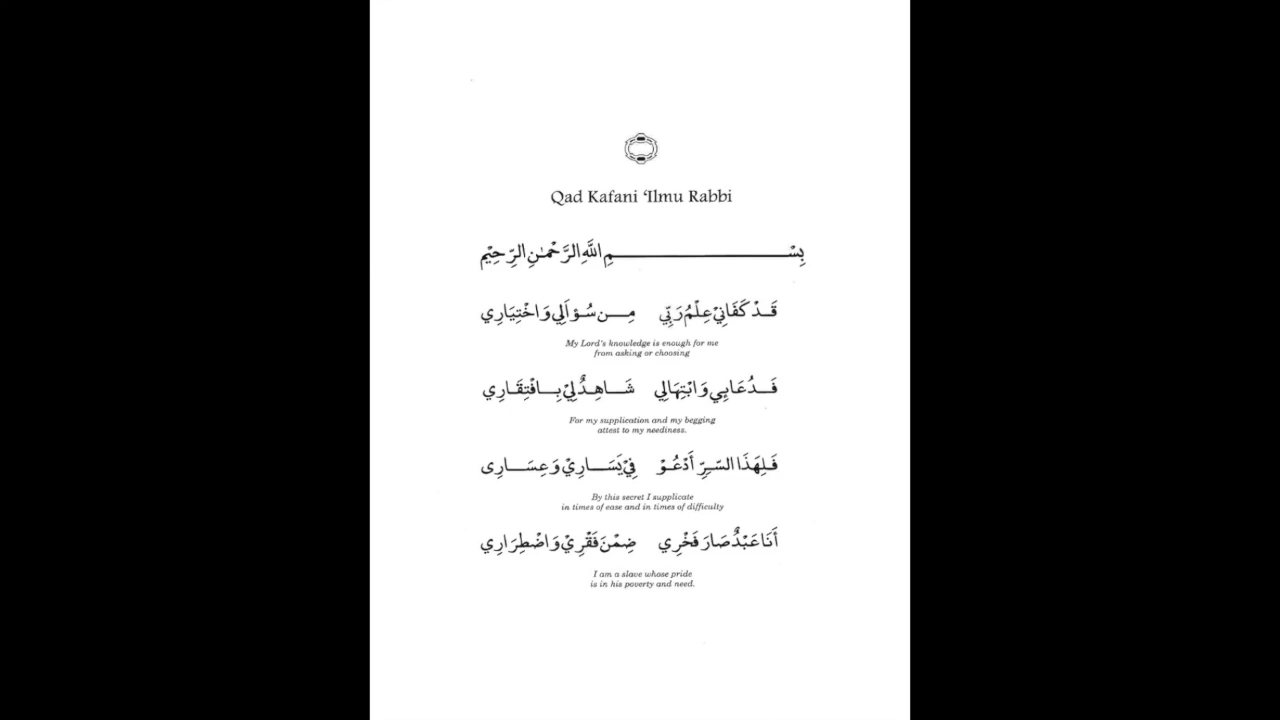 Qad Kafani ‘Ilmu Rabbi
بِسْمِ اللَّهِ الرَّحْمٰنِ الرَّحِيْمِ
قَدْ كَفَانِيْ عِلْمُ رَبِّي مِن سُؤَالِي وَاخْتِيَارِي
My Lord's knowledge is enough for me
from asking or choosing
فَدُعَايِي وَابْتِهَالِي شَاهِدٌ لِيْ بِافْتِقَارِي
For my supplication and my begging
attest to my neediness.
فَلِهَذَا السِّرِّ أَدْعُوْ فِيْ يَسَارِيْ وَعِسَارِى
By this secret I supplicate
in times of ease and in times of difficulty
أَنَا عَبْدٌ صَارَ فَخْرِي ضِمْنَ فَقْرِيْ وَاضْطِرَارِي
I am a slave whose pride
is in his poverty and need.